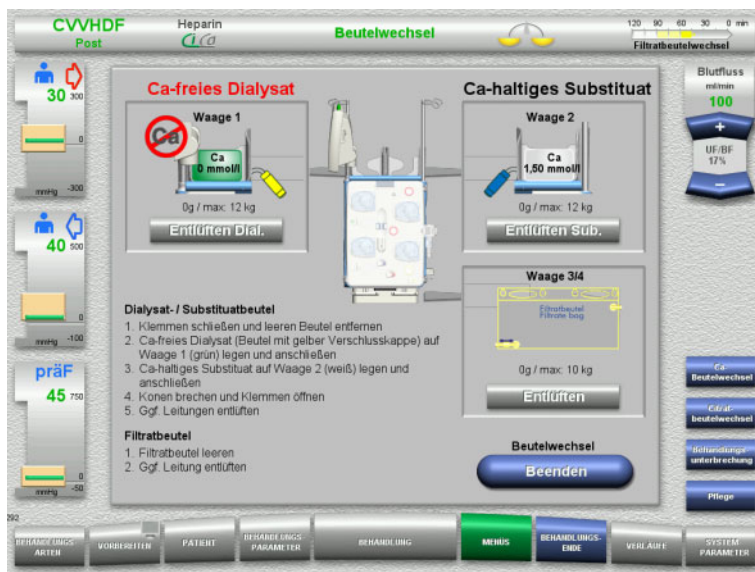 CVVHDF
Post
Heparin
CiCa
Beutelwechsel
120 90 60 30 0 min
Filtratbeutelwechsel
30 300
0
mmHg -300
40 500
0
mmHg -100
präF
45 750
0
mmHg -50
Ca-freies Dialysat
Waage 1
Ca
Ca
0 mmol/l
0g / max: 12 kg
Entlüften Dial.
Ca-haltiges Substituat
Waage 2
Ca
1,50 mmol/l
0g / max: 12 kg
Entlüften Sub.
Waage 3/4
Filtratbeutel
Filtrate bag
0g / max: 10 kg
Entlüften
Dialysat- / Substituatbeutel
1. Klemmen schließen und leeren Beutel entfernen
2. Ca-freies Dialysat (Beutel mit gelber Verschlusskappe) auf
Waage 1 (grün) legen und anschließen
3. Ca-haltiges Substituat auf Waage 2 (weiß) legen und
anschließen
4. Konen brechen und Klemmen öffnen
5. Ggf. Leitungen entlüften
Filtratbeutel
1. Filtratbeutel leeren
2. Ggf. Leitung entlüften
Beutelwechsel
Beenden
Blutfluss
ml/min
100
+
UF/BF
17%
−
Ca-
Beutelwechsel
Citrat-
beutelwechsel
Behandlungs-
unterbrechung
Pflege
292
BEHANDLUNGS-
ARTEN
VORBEREITEN
PATIENT
BEHANDLUNGS
PARAMETER
BEHANDLUNG
MENÜS
BEHANDLUNGS-
ENDE
VERLÄUFE
SYSTEM
PARAMETER